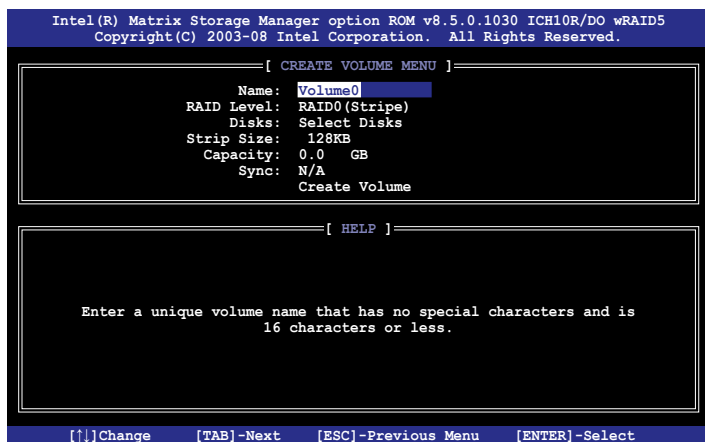 Intel(R) Matrix Storage Manager option ROM v8.5.0.1030 ICH10R/DO wRAID5
Copyright(C) 2003-08 Intel Corporation. All Rights Reserved.
[ CREATE VOLUME MENU ]
Name: Volume0
RAID Level: RAID0(Stripe)
Disks: Select Disks
Strip Size: 128KB
Capacity: 0.0 GB
Sync: N/A
Create Volume
[ HELP ]
Enter a unique volume name that has no special characters and is
16 characters or less.
[↑↓]Change [TAB]-Next [ESC]-Previous Menu [ENTER]-Select